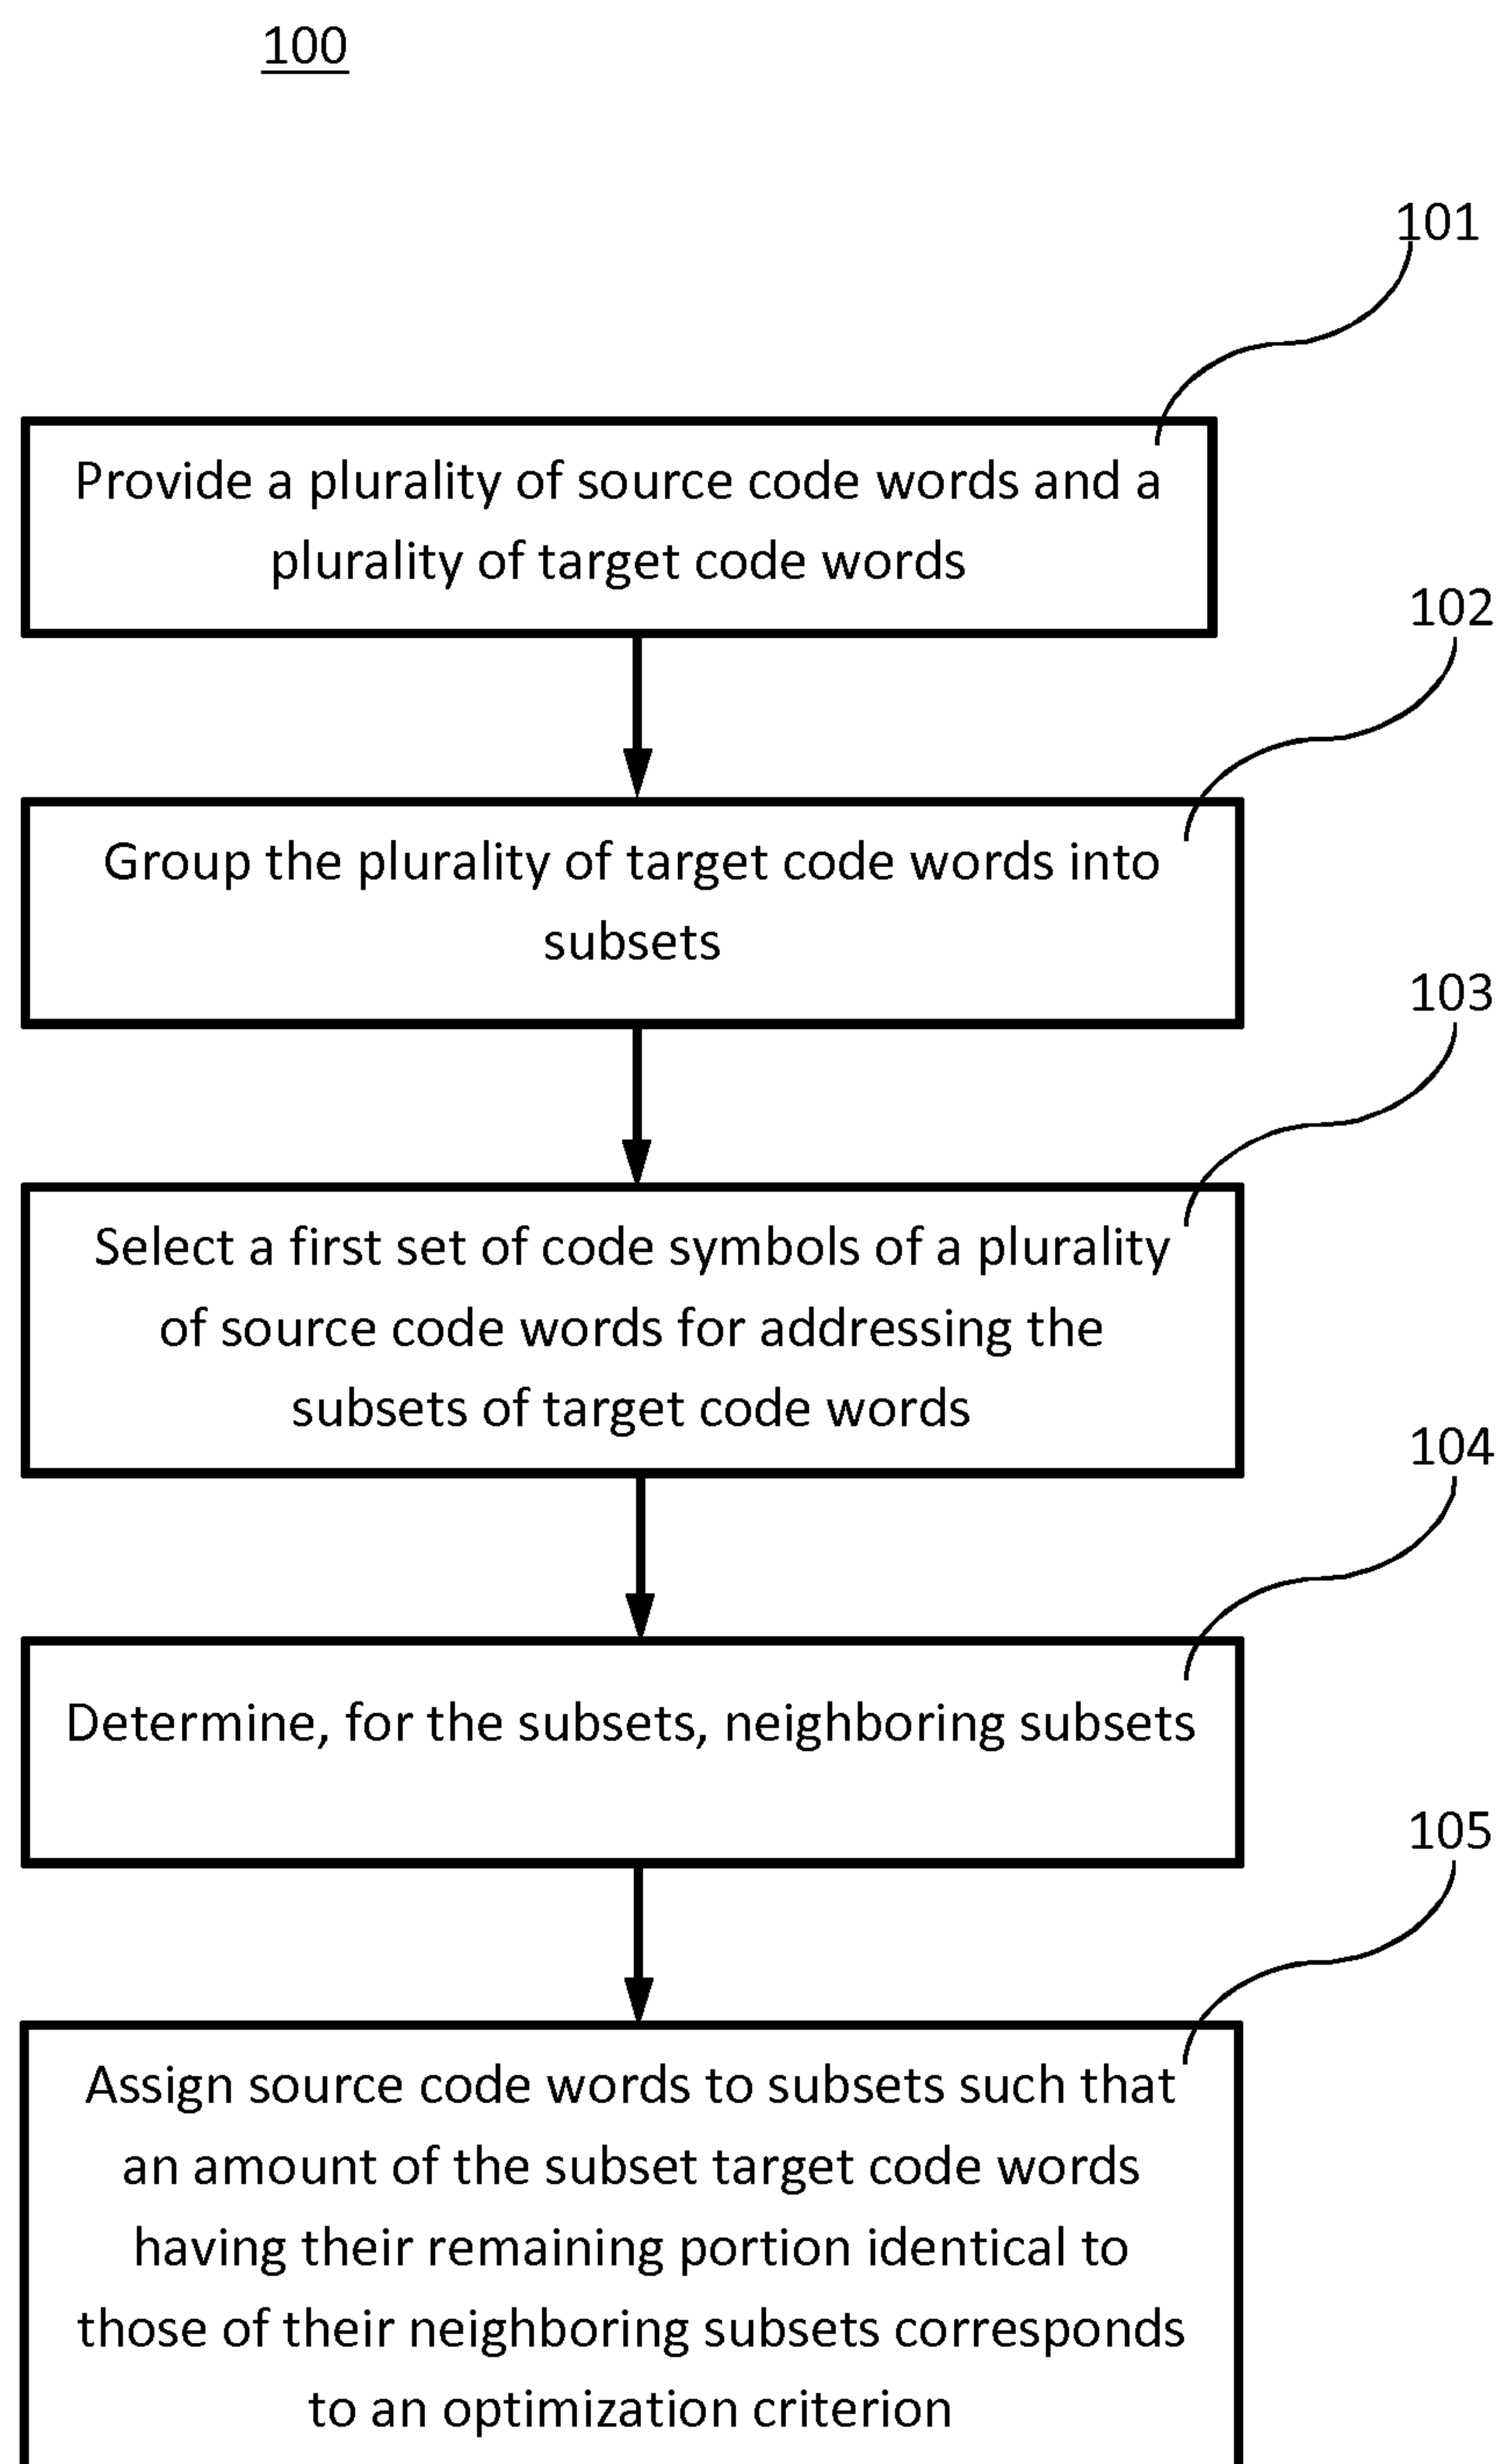 100
101
Provide a plurality of source code words and a
plurality of target code words
102
Group the plurality of target code words into
subsets
103
Select a first set of code symbols of a plurality
of source code words for addressing the
subsets of target code words
104
Determine, for the subsets, neighboring subsets
105
Assign source code words to subsets such that
an amount of the subset target code words
having their remaining portion identical to
those of their neighboring subsets corresponds
to an optimization criterion